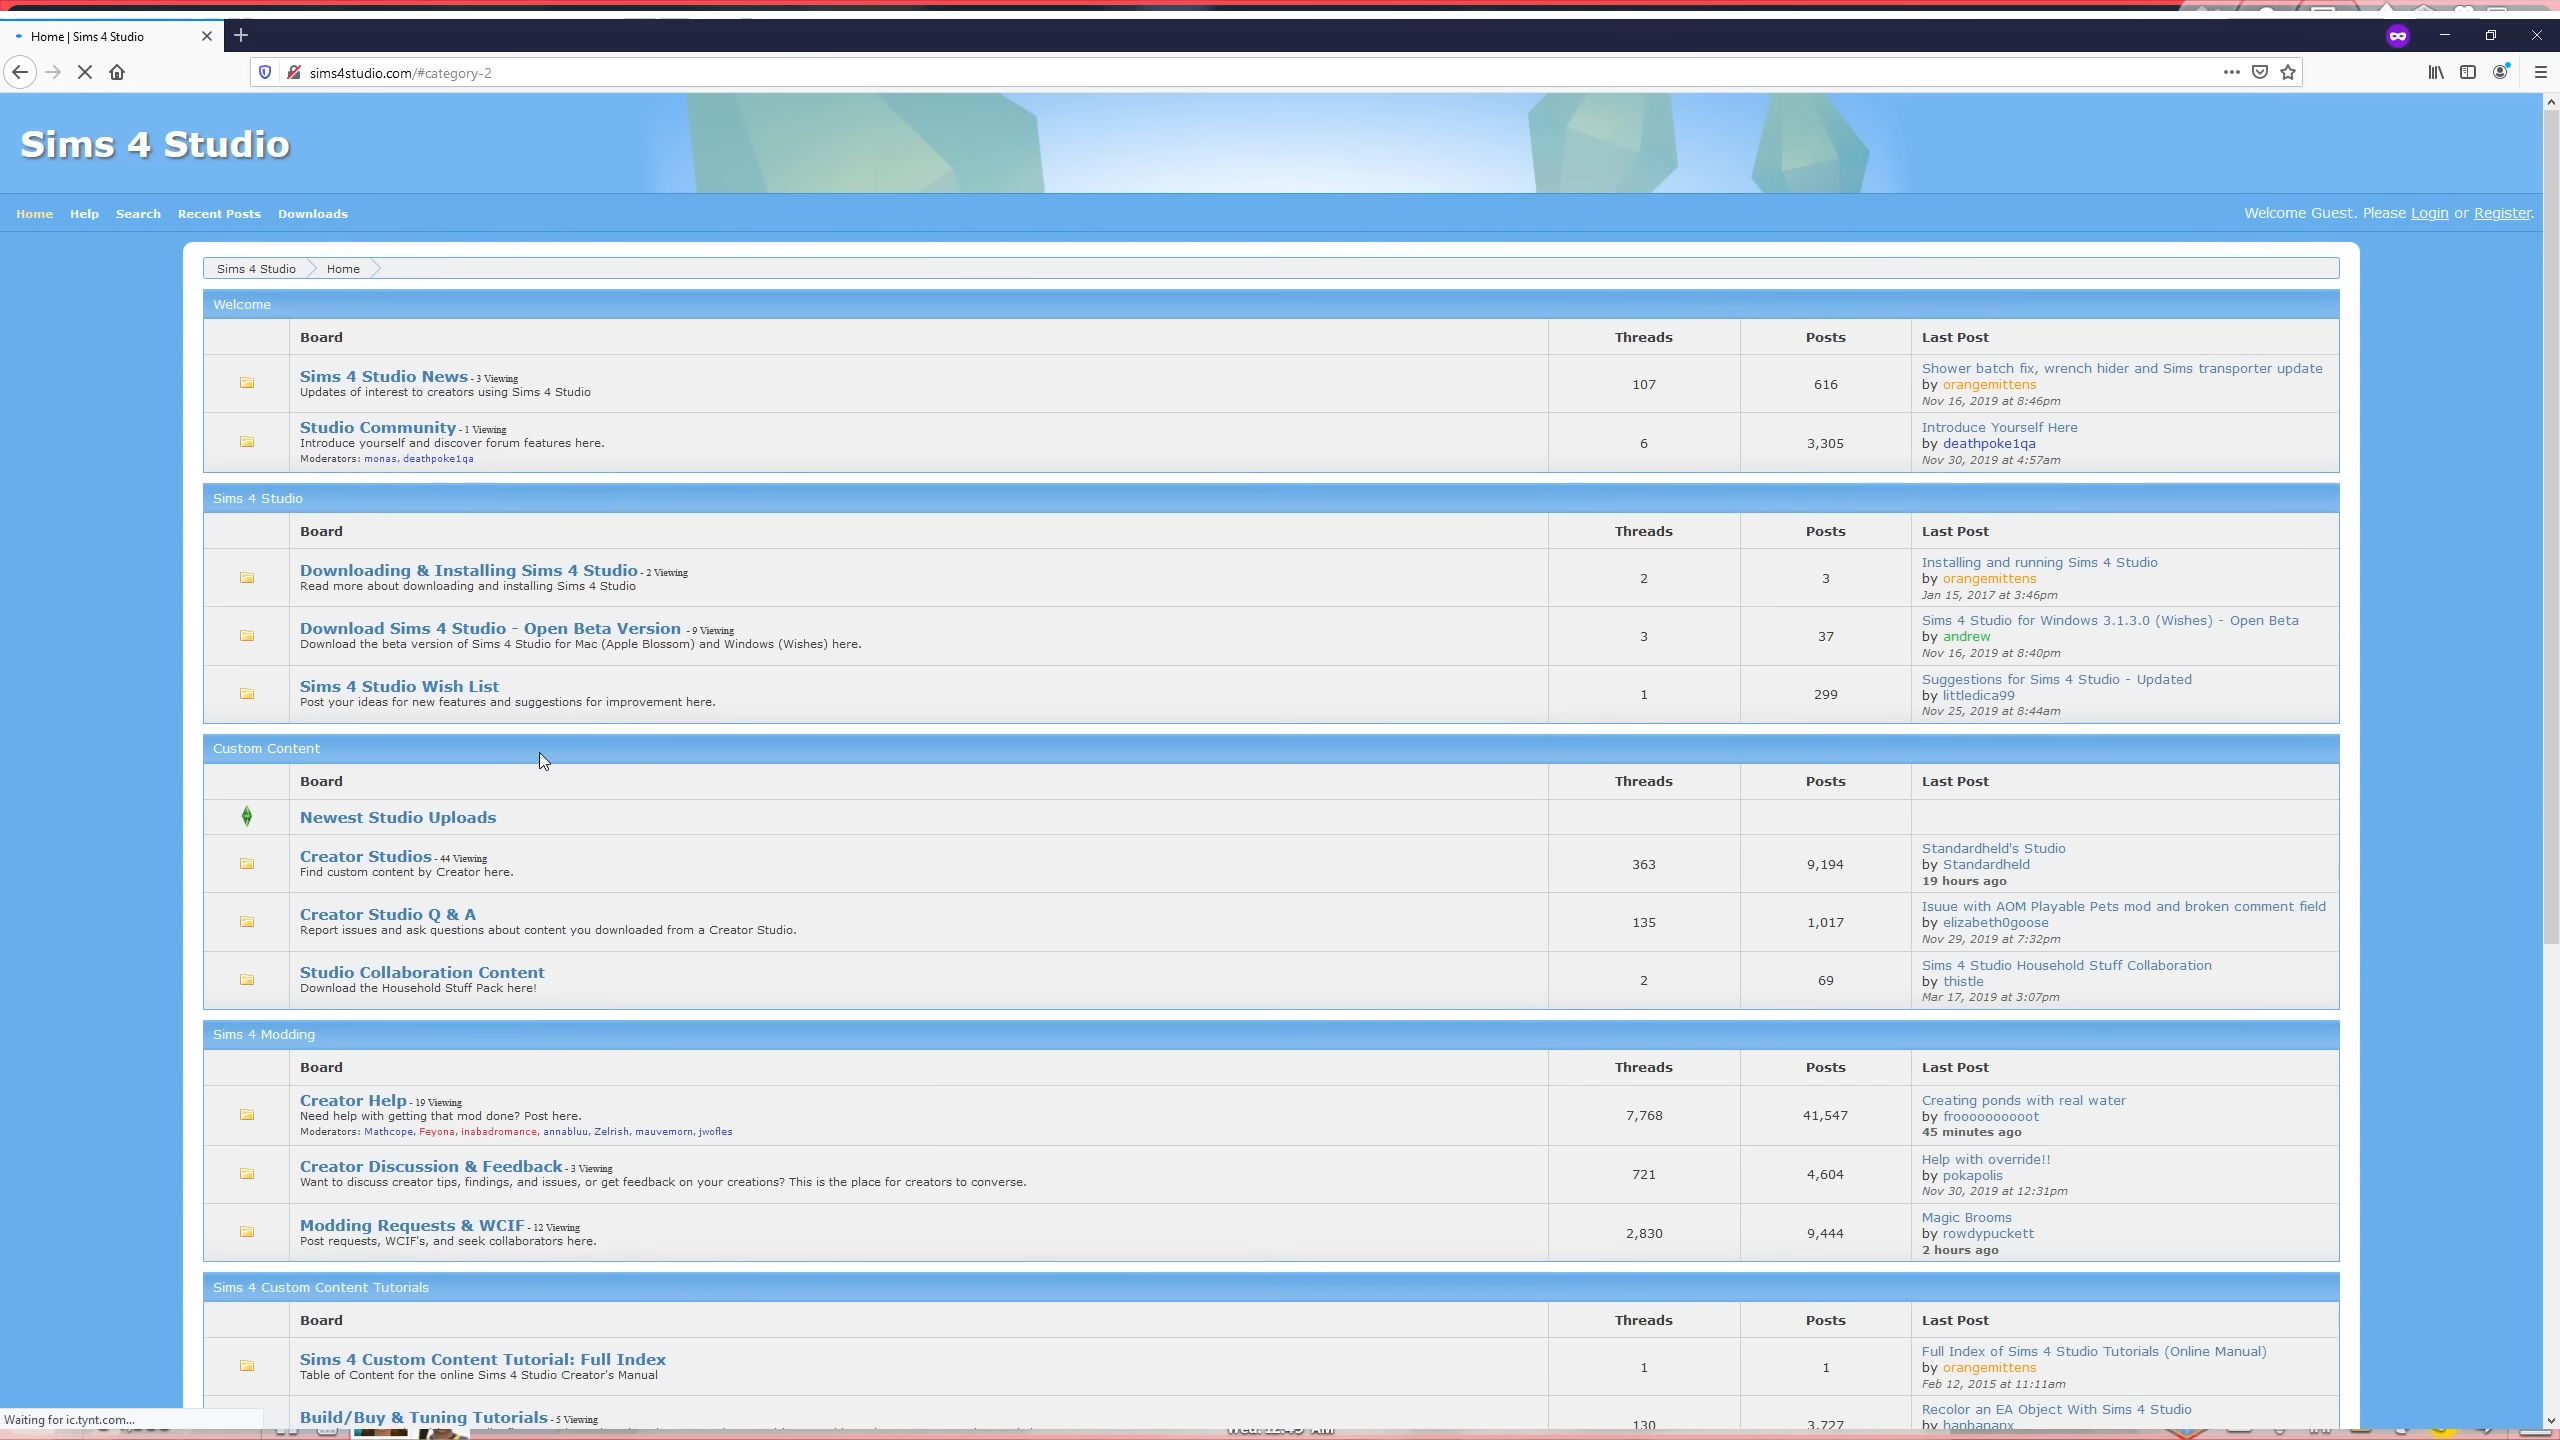 Home | Sims 4 Studio
sims4studio.com/#category-2
Sims 4 Studio
Home Help Search Recent Posts Downloads
Welcome Guest. Please Login or Register.
Sims 4 Studio Home
Welcome
Board Threads Posts Last Post
Sims 4 Studio News - 3 Viewing
Updates of interest to creators using Sims 4 Studio
107 616
Shower batch fix, wrench hider and Sims transporter update
by orangemittens
Nov 16, 2019 at 8:46pm
Studio Community - 1 Viewing
Introduce yourself and discover forum features here.
Moderators: monas, deathpoke1qa
6 3,305
Introduce Yourself Here
by deathpoke1qa
Nov 30, 2019 at 4:57am
Sims 4 Studio
Board Threads Posts Last Post
Downloading & Installing Sims 4 Studio - 2 Viewing
Read more about downloading and installing Sims 4 Studio
2 3
Installing and running Sims 4 Studio
by orangemittens
Jan 15, 2017 at 3:46pm
Download Sims 4 Studio - Open Beta Version - 9 Viewing
Download the beta version of Sims 4 Studio for Mac (Apple Blossom) and Windows (Wishes) here.
3 37
Sims 4 Studio for Windows 3.1.3.0 (Wishes) - Open Beta
by andrew
Nov 16, 2019 at 8:40pm
Sims 4 Studio Wish List
Post your ideas for new features and suggestions for improvement here.
1 299
Suggestions for Sims 4 Studio - Updated
by littledica99
Nov 25, 2019 at 8:44am
Custom Content
Board Threads Posts Last Post
Newest Studio Uploads
Creator Studios - 44 Viewing
Find custom content by Creator here.
363 9,194
Standardheld's Studio
by Standardheld
19 hours ago
Creator Studio Q & A
Report issues and ask questions about content you downloaded from a Creator Studio.
135 1,017
Isuue with AOM Playable Pets mod and broken comment field
by elizabeth0goose
Nov 29, 2019 at 7:32pm
Studio Collaboration Content
Download the Household Stuff Pack here!
2 69
Sims 4 Studio Household Stuff Collaboration
by thistle
Mar 17, 2019 at 3:07pm
Sims 4 Modding
Board Threads Posts Last Post
Creator Help - 19 Viewing
Need help with getting that mod done? Post here.
Moderators: Mathcope, Feyona, inabadromance, annabluu, Zelrish, mauvemorn, jwofles
7,768 41,547
Creating ponds with real water
by froooooooooot
45 minutes ago
Creator Discussion & Feedback - 3 Viewing
Want to discuss creator tips, findings, and issues, or get feedback on your creations? This is the place for creators to converse.
721 4,604
Help with override!!
by pokapolis
Nov 30, 2019 at 12:31pm
Modding Requests & WCIF - 12 Viewing
Post requests, WCIF's, and seek collaborators here.
2,830 9,444
Magic Brooms
by rowdypuckett
2 hours ago
Sims 4 Custom Content Tutorials
Board Threads Posts Last Post
Sims 4 Custom Content Tutorial: Full Index
Table of Content for the online Sims 4 Studio Creator's Manual
1 1
Full Index of Sims 4 Studio Tutorials (Online Manual)
by orangemittens
Feb 12, 2015 at 11:11am
Build/Buy & Tuning Tutorials - 5 Viewing
130 3,727
Recolor an EA Object With Sims 4 Studio
by hanbananx
Waiting for ic.tynt.com...